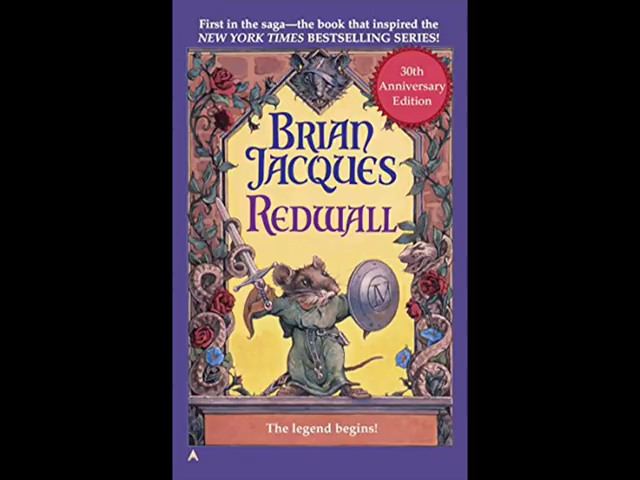 First in the saga—the book that inspired the
NEW YORK TIMES BESTSELLING SERIES!
30th
Anniversary
Edition
BRIAN
JACQUES
REDWALL
M
The legend begins!